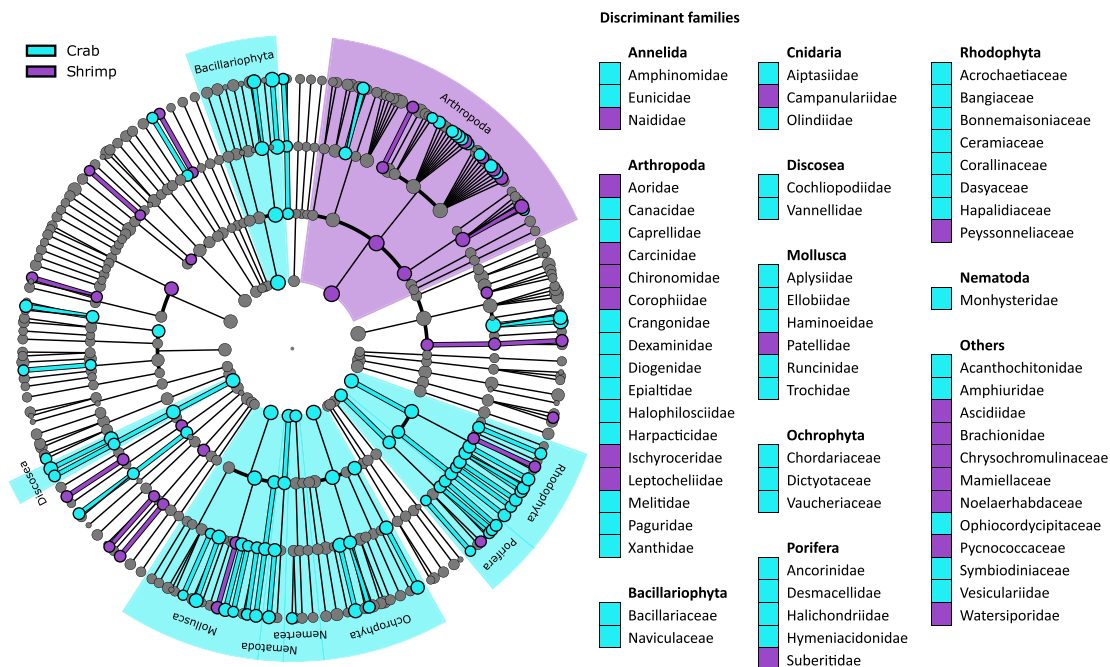 Crab
Shrimp
Bacillariophyta
Arthropoda
Rhodophyta
Porifera
Ochrophyta
Nemertea
Nematoda
Mollusca
Discosea
Discriminant families
Annelida
Amphinomidae
Eunicidae
Naididae
Arthropoda
Aoridae
Canacidae
Caprellidae
Carcinidae
Chironomidae
Corophiidae
Crangonidae
Dexaminidae
Diogenidae
Epialtidae
Halophilosciidae
Harpacticidae
Ischyroceridae
Leptocheliidae
Melitidae
Paguridae
Xanthidae
Bacillariophyta
Bacillariaceae
Naviculaceae
Cnidaria
Aiptasiidae
Campanulariidae
Olindiidae
Discosea
Cochliopodiidae
Vannellidae
Mollusca
Aplysiidae
Ellobiidae
Haminoeidae
Patellidae
Runcinidae
Trochidae
Ochrophyta
Chordariaceae
Dictyotaceae
Vaucheriaceae
Porifera
Ancorinidae
Desmacellidae
Halichondriidae
Hymeniacidonidae
Suberitidae
Rhodophyta
Acrochaetiaceae
Bangiaceae
Bonnemaisoniaceae
Ceramiaceae
Corallinaceae
Dasyaceae
Hapalidiaceae
Peyssonneliaceae
Nematoda
Monhysteridae
Others
Acanthochitonidae
Amphiuridae
Ascidiidae
Brachionidae
Chrysochromulinaceae
Mamiellaceae
Noelaerhabdaceae
Ophiocordycipitaceae
Pycnococcaceae
Symbiodiniaceae
Vesiculariidae
Watersiporidae